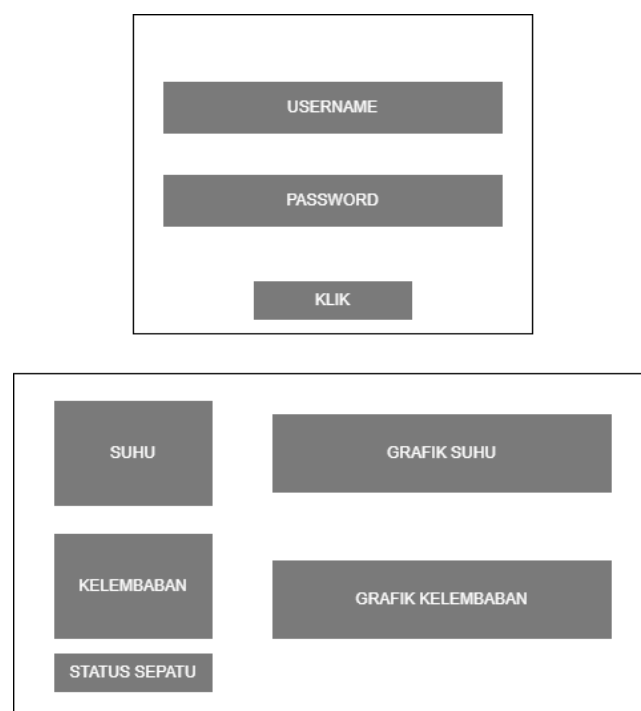 USERNAME
PASSWORD
KLIK
SUHU
GRAFIK SUHU
KELEMBABAN
GRAFIK KELEMBABAN
STATUS SEPATU